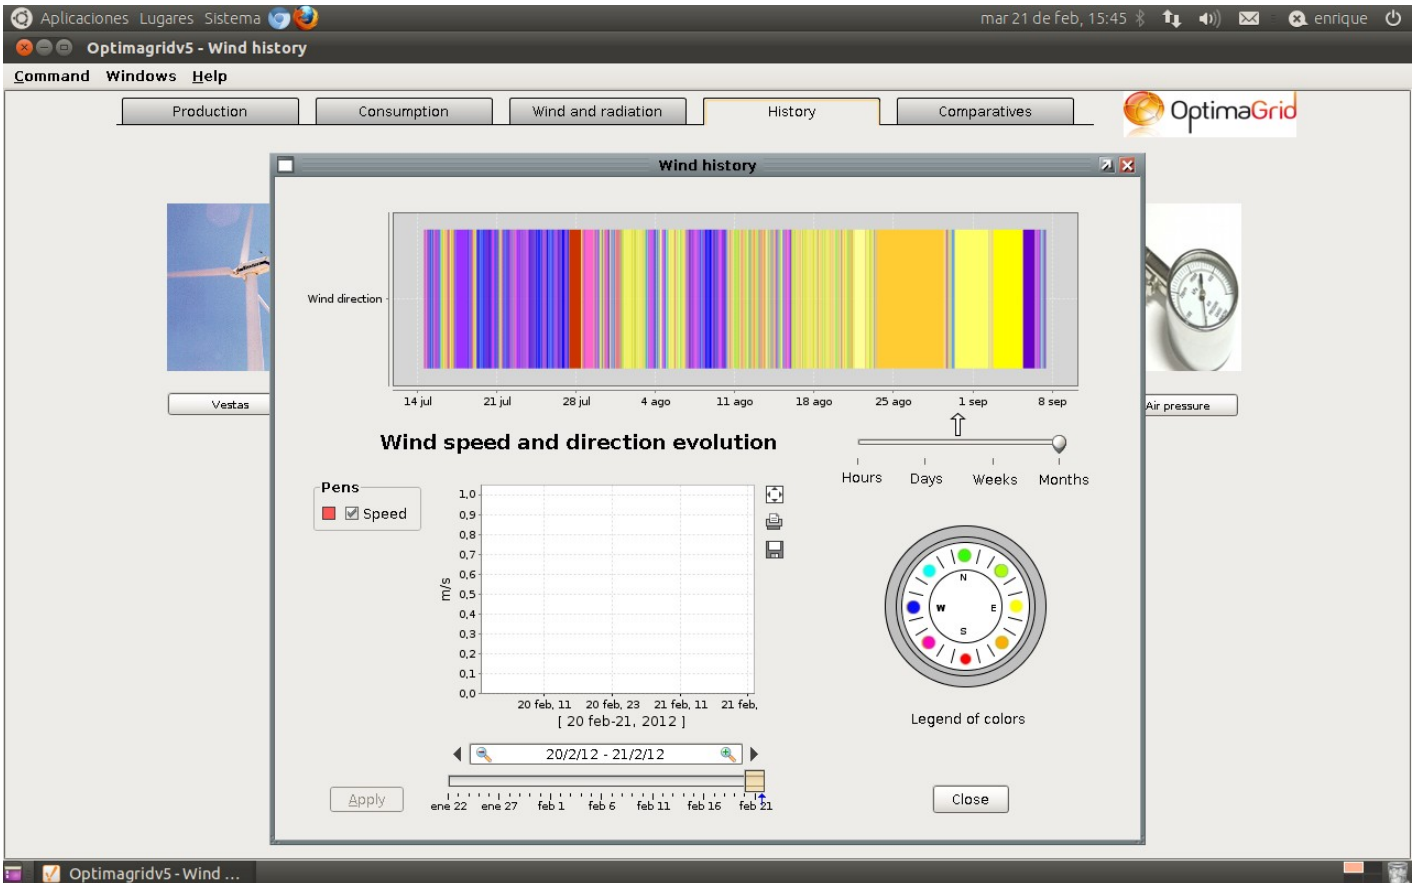 Aplicaciones Lugares Sistema mar 21 de feb, 15:45 enrique
Optimagridv5 - Wind history
Command Windows Help
Production Consumption Wind and radiation History Comparatives OptimaGrid
Wind history
Wind direction
14 jul 21 jul 28 jul 4 ago 11 ago 18 ago 25 ago 1 sep 8 sep
Vestas Air pressure
Wind speed and direction evolution
Hours Days Weeks Months
Pens
Speed
1,0
0,9
0,8
0,7
0,6
0,5
0,4
0,3
0,2
0,1
0,0
m/s
20 feb, 11 20 feb, 23 21 feb, 11 21 feb,
[ 20 feb-21, 2012 ]
N
W E
S
Legend of colors
20/2/12 - 21/2/12
ene 22 ene 27 feb 1 feb 6 feb 11 feb 16 feb 21
Apply Close
Optimagridv5 - Wind ...